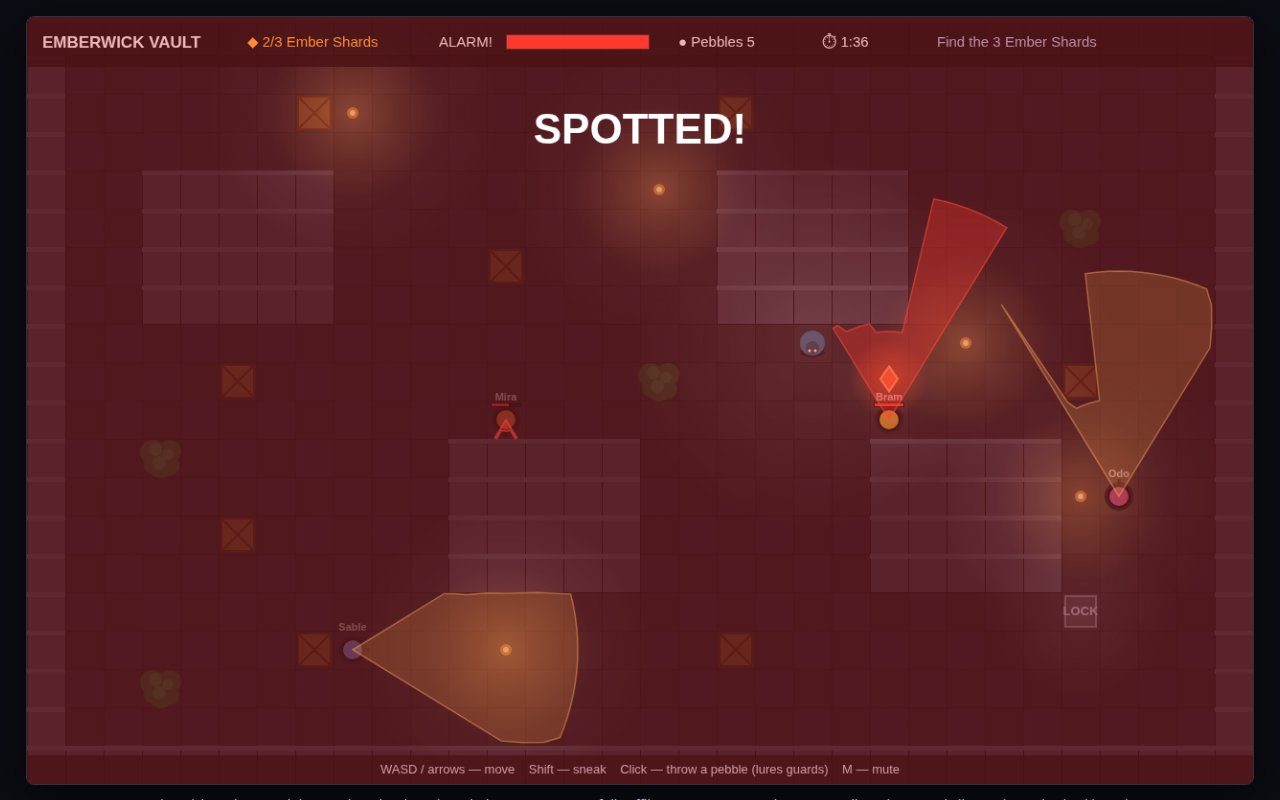 EMBERWICK VAULT
◆ 2/3 Ember Shards
ALARM!
● Pebbles 5
⏱ 1:36
Find the 3 Ember Shards
SPOTTED!
Mira
Bram
Odo
LOCK
Sable
WASD / arrows — move Shift — sneak Click — throw a pebble (lures guards) M — mute